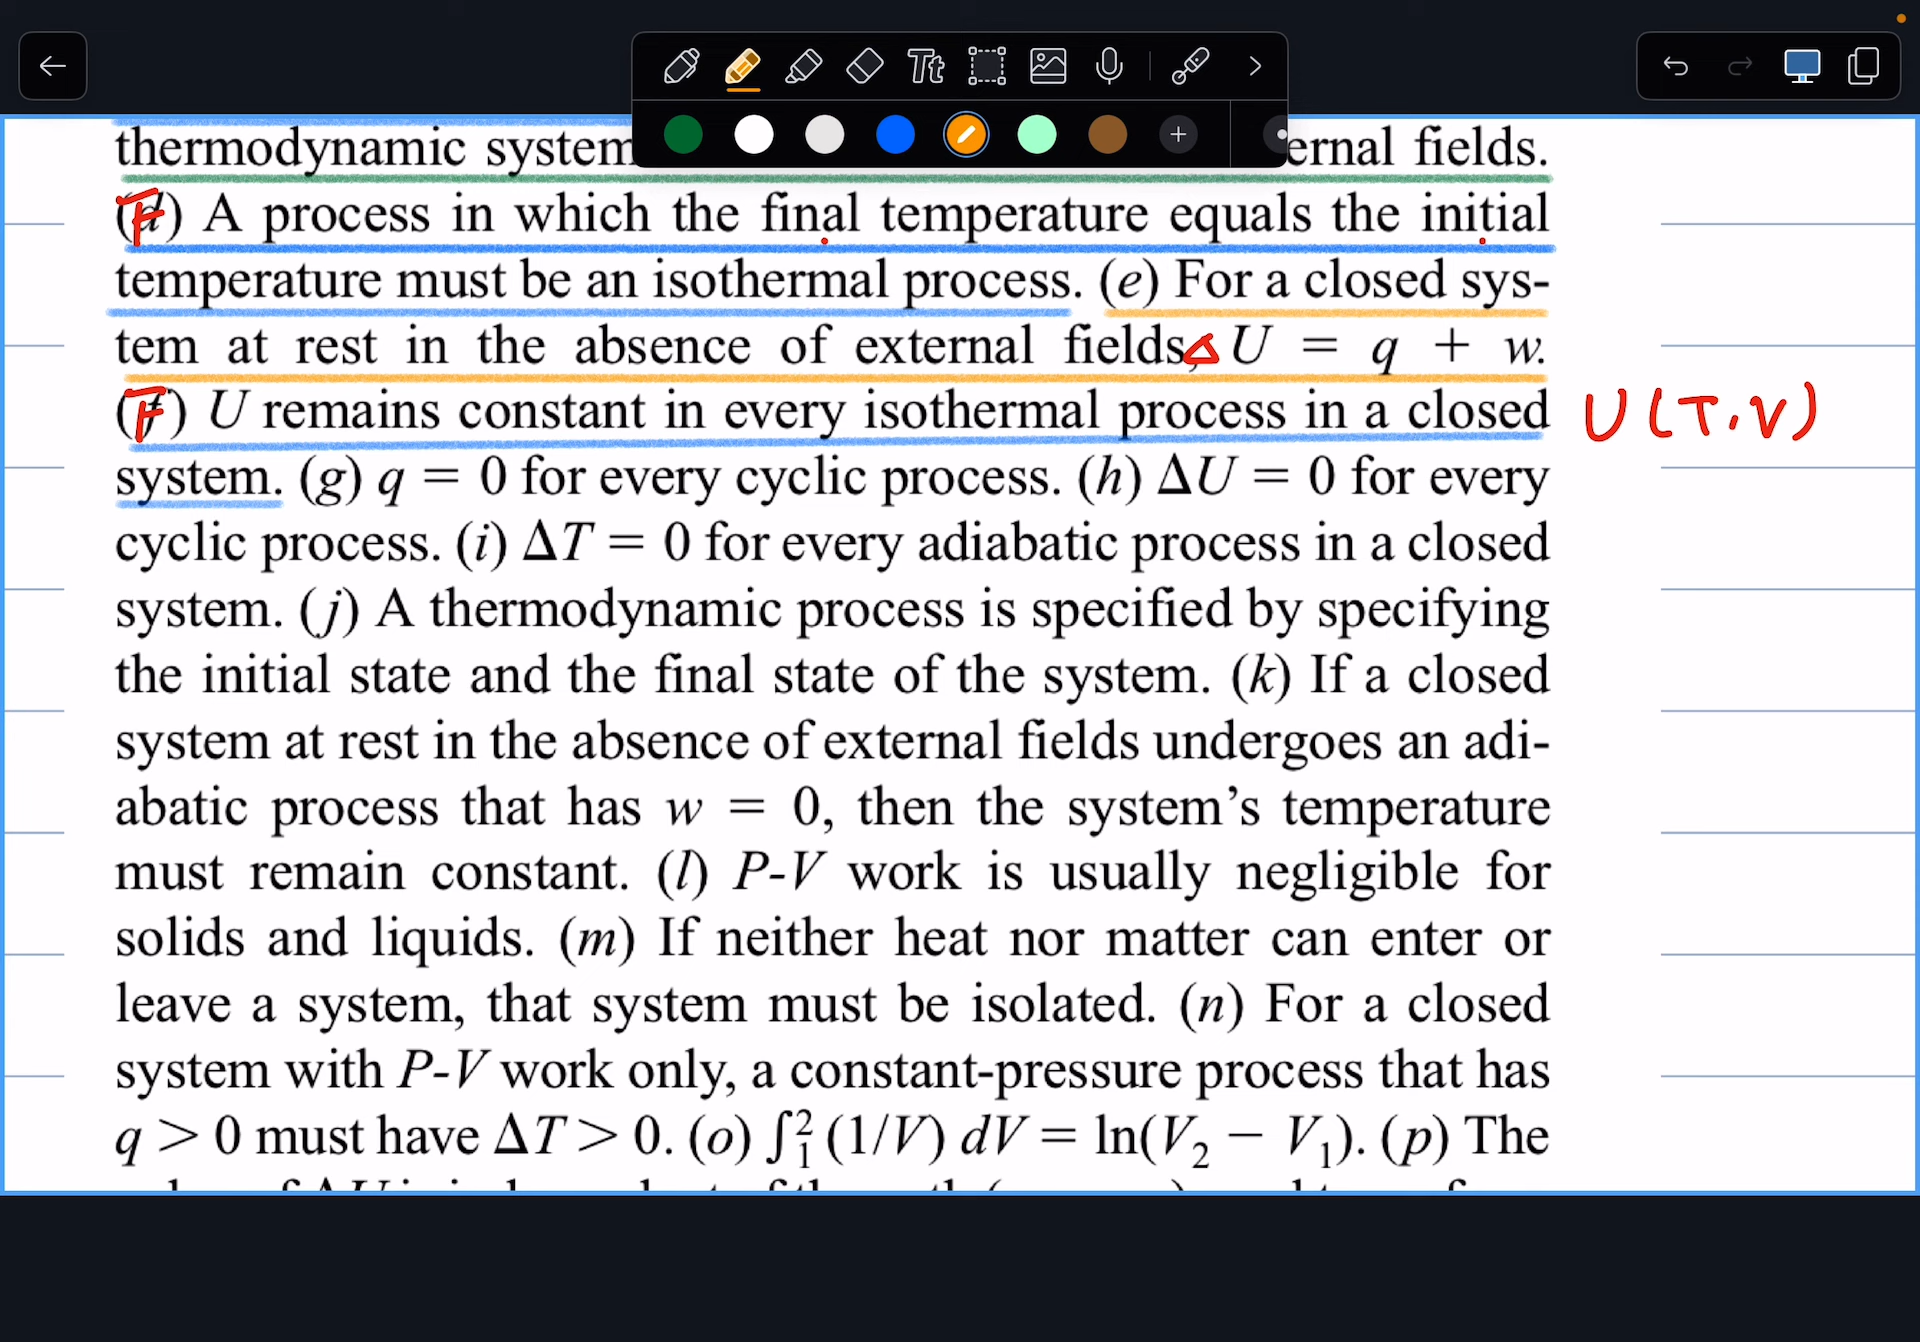 Tt
thermodynamic system ernal fields.
F) A process in which the final temperature equals the initial
temperature must be an isothermal process. (e) For a closed sys-
tem at rest in the absence of external fields, Δ U = q + w.
F) U remains constant in every isothermal process in a closed U(T,V)
system. (g) q = 0 for every cyclic process. (h) ΔU = 0 for every
cyclic process. (i) ΔT = 0 for every adiabatic process in a closed
system. (j) A thermodynamic process is specified by specifying
the initial state and the final state of the system. (k) If a closed
system at rest in the absence of external fields undergoes an adi-
abatic process that has w = 0, then the system's temperature
must remain constant. (l) P-V work is usually negligible for
solids and liquids. (m) If neither heat nor matter can enter or
leave a system, that system must be isolated. (n) For a closed
system with P-V work only, a constant-pressure process that has
q > 0 must have ΔT > 0. (o) ∫₁² (1/V) dV = ln(V₂ − V₁). (p) The